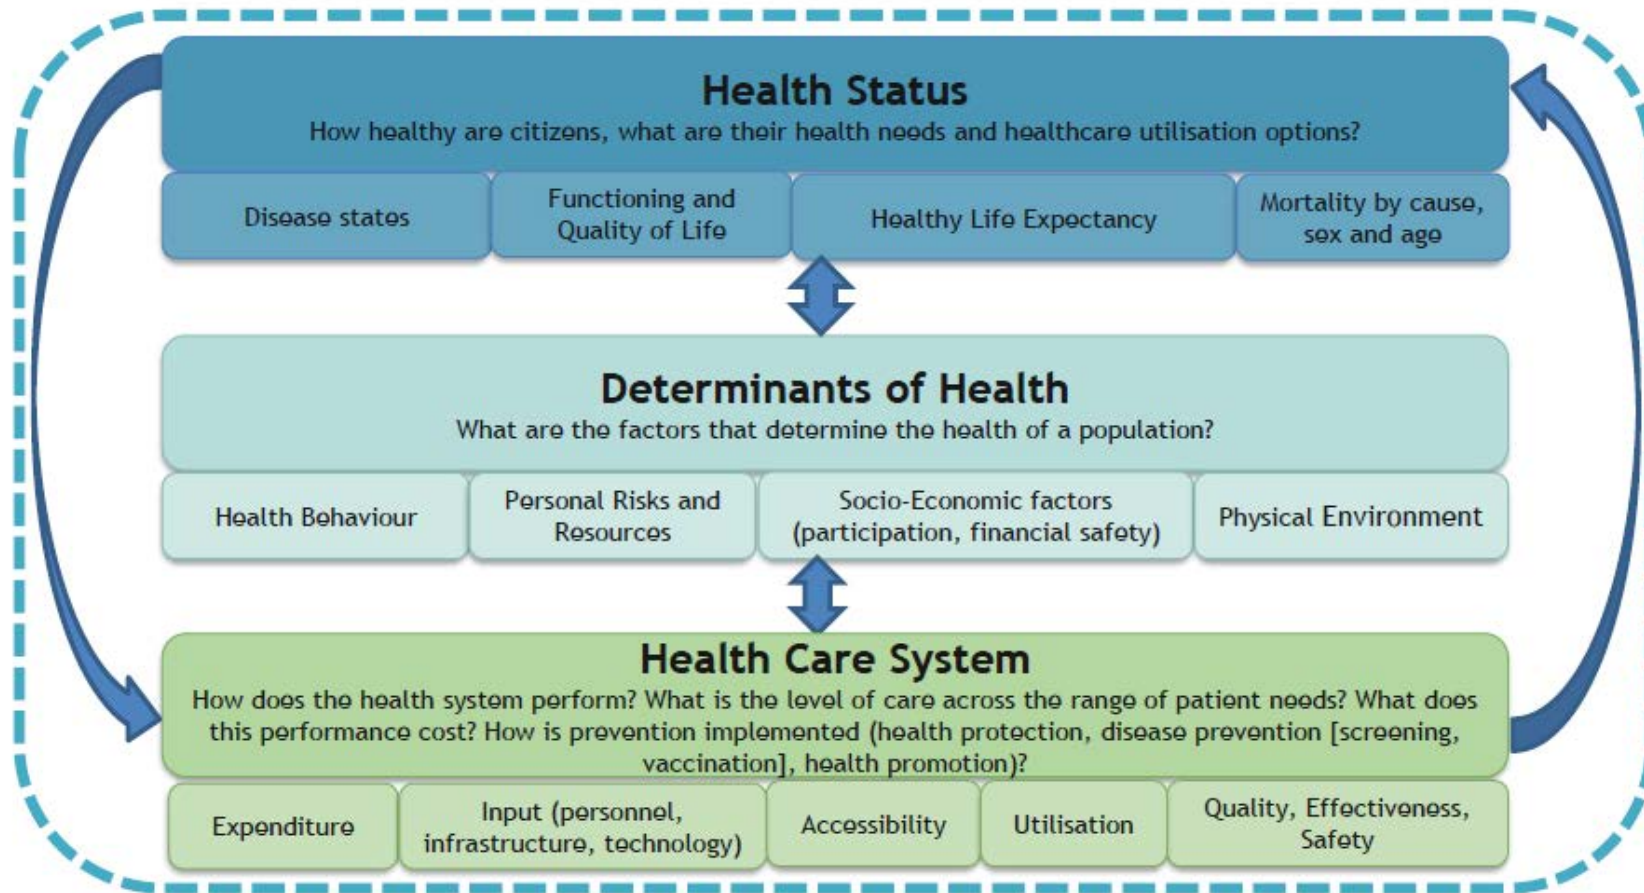 Health Status
How healthy are citizens, what are their health needs and healthcare utilisation options?
Disease states
Functioning and
Quality of Life
Healthy Life Expectancy
Mortality by cause,
sex and age
Determinants of Health
What are the factors that determine the health of a population?
Health Behaviour
Personal Risks and
Resources
Socio-Economic factors
(participation, financial safety)
Physical Environment
Health Care System
How does the health system perform? What is the level of care across the range of patient needs? What does
this performance cost? How is prevention implemented (health protection, disease prevention [screening,
vaccination], health promotion)?
Expenditure
Input (personnel,
infrastructure, technology)
Accessibility
Utilisation
Quality, Effectiveness,
Safety